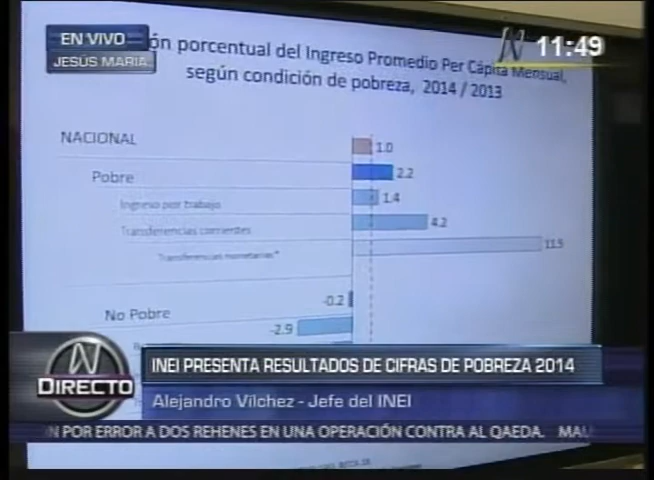 EN VIVO
JESÚS MARÍA
11:49
ón porcentual del Ingreso Promedio Per Cápita Mensual,
según condición de pobreza, 2014 / 2013
NACIONAL
1.0
Pobre
2.2
Ingreso por trabajo
1.4
Transferencias corrientes
4.2
Transferencias monetarias*
11.5
-0.2
No Pobre
-2.9
DIRECTO
INEI PRESENTA RESULTADOS DE CIFRAS DE POBREZA 2014
Alejandro Vílchez - Jefe del INEI
N POR ERROR A DOS REHENES EN UNA OPERACIÓN CONTRA AL QAEDA.